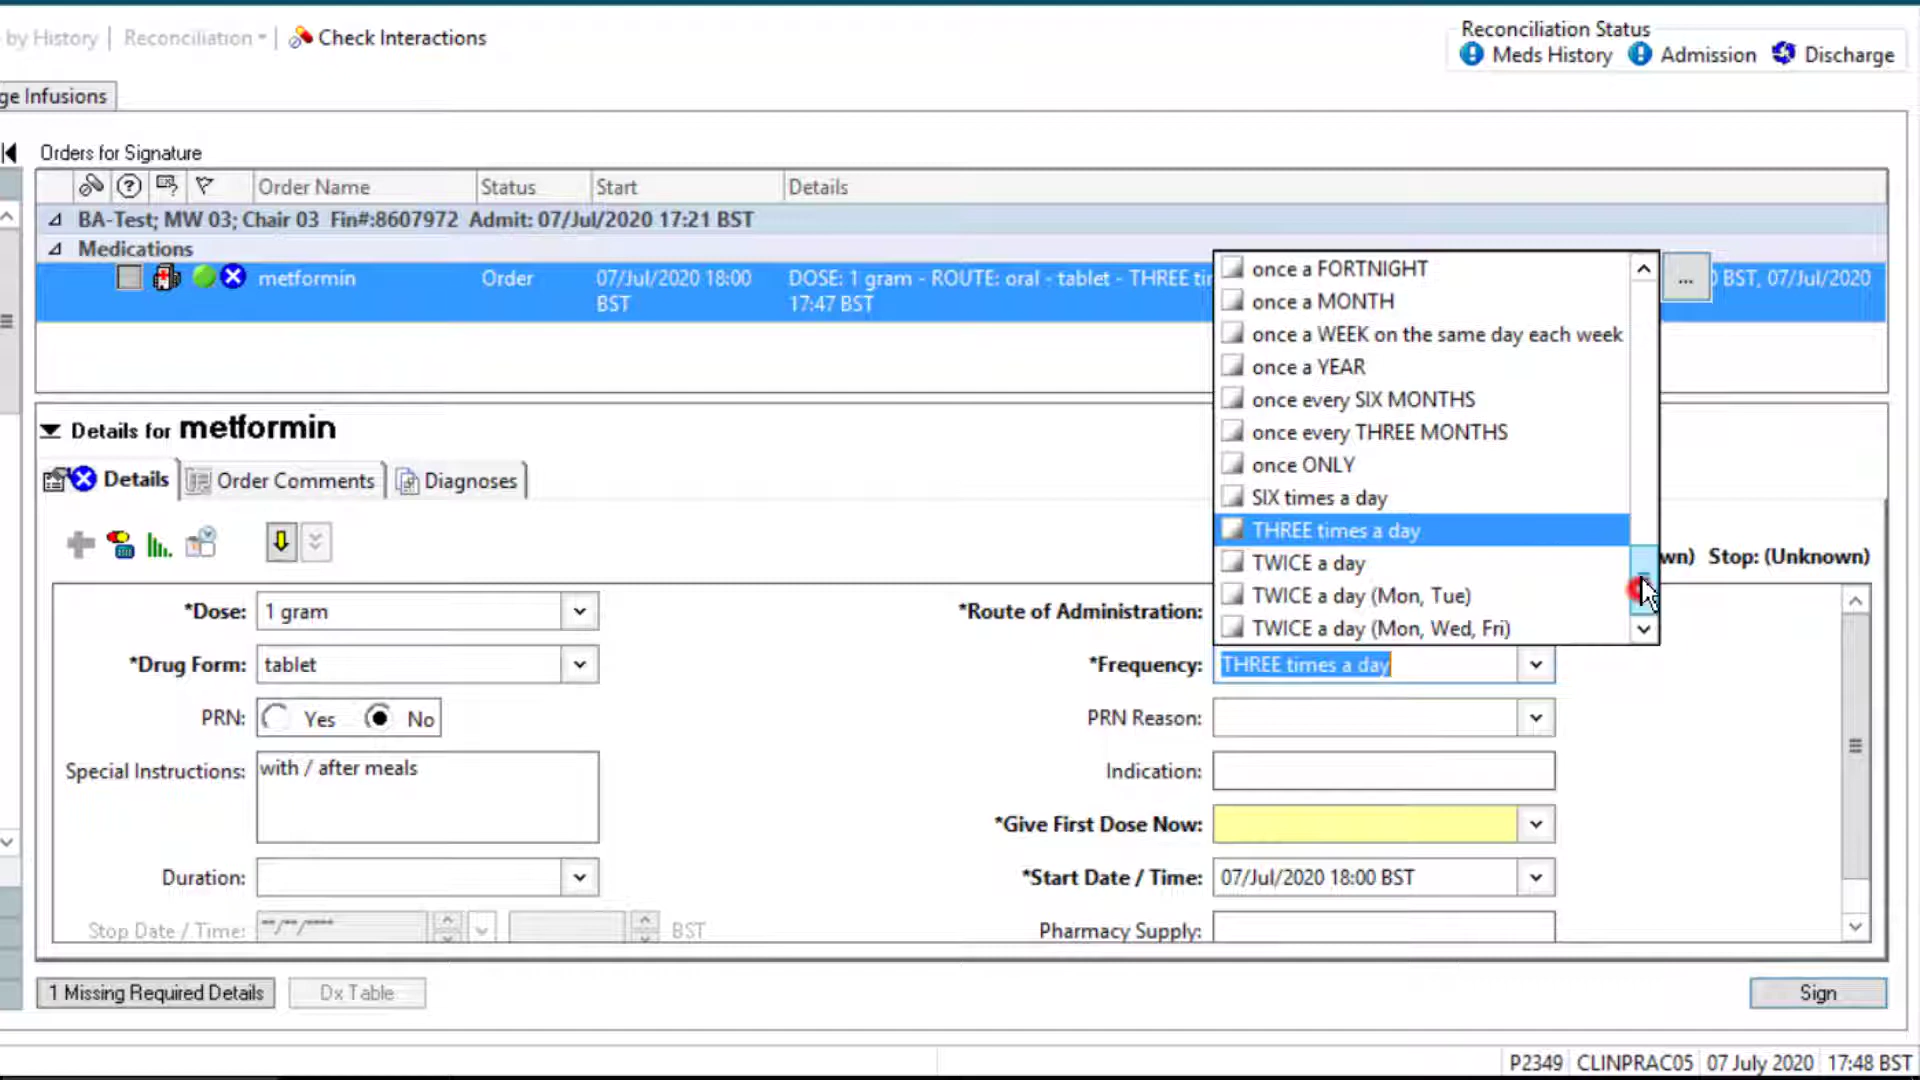 by History | Reconciliation | Check Interactions
Reconciliation Status
Meds History Admission Discharge
ge Infusions
Orders for Signature
Order Name Status Start Details
BA-Test; MW 03; Chair 03 Fin#:8607972 Admit: 07/Jul/2020 17:21 BST
Medications
metformin Order 07/Jul/2020 18:00 BST DOSE: 1 gram - ROUTE: oral - tablet - THREE tir 0 BST, 07/Jul/2020 17:47 BST
...
once a FORTNIGHT
once a MONTH
once a WEEK on the same day each week
once a YEAR
once every SIX MONTHS
once every THREE MONTHS
once ONLY
SIX times a day
THREE times a day
TWICE a day
TWICE a day (Mon, Tue)
TWICE a day (Mon, Wed, Fri)
Details for metformin
Details Order Comments Diagnoses
wn) Stop: (Unknown)
*Dose: 1 gram
*Route of Administration:
*Drug Form: tablet
*Frequency: THREE times a day
PRN: Yes No
PRN Reason:
Special Instructions: with / after meals
Indication:
*Give First Dose Now:
Duration:
*Start Date / Time: 07/Jul/2020 18:00 BST
Stop Date / Time: **/**/**** BST
Pharmacy Supply:
1 Missing Required Details Dx Table Sign
P2349 CLINPRAC05 07 July 2020 17:48 BST